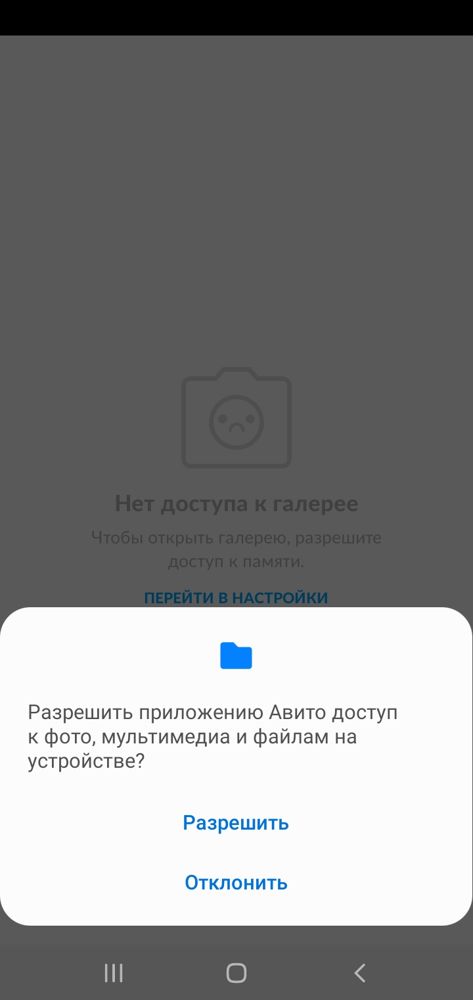 Нет доступа к галерее
Чтобы открыть галерею, разрешите
доступ к памяти.
ПЕРЕЙТИ В НАСТРОЙКИ
Разрешить приложению Авито доступ
к фото, мультимедиа и файлам на
устройстве?
Разрешить
Отклонить